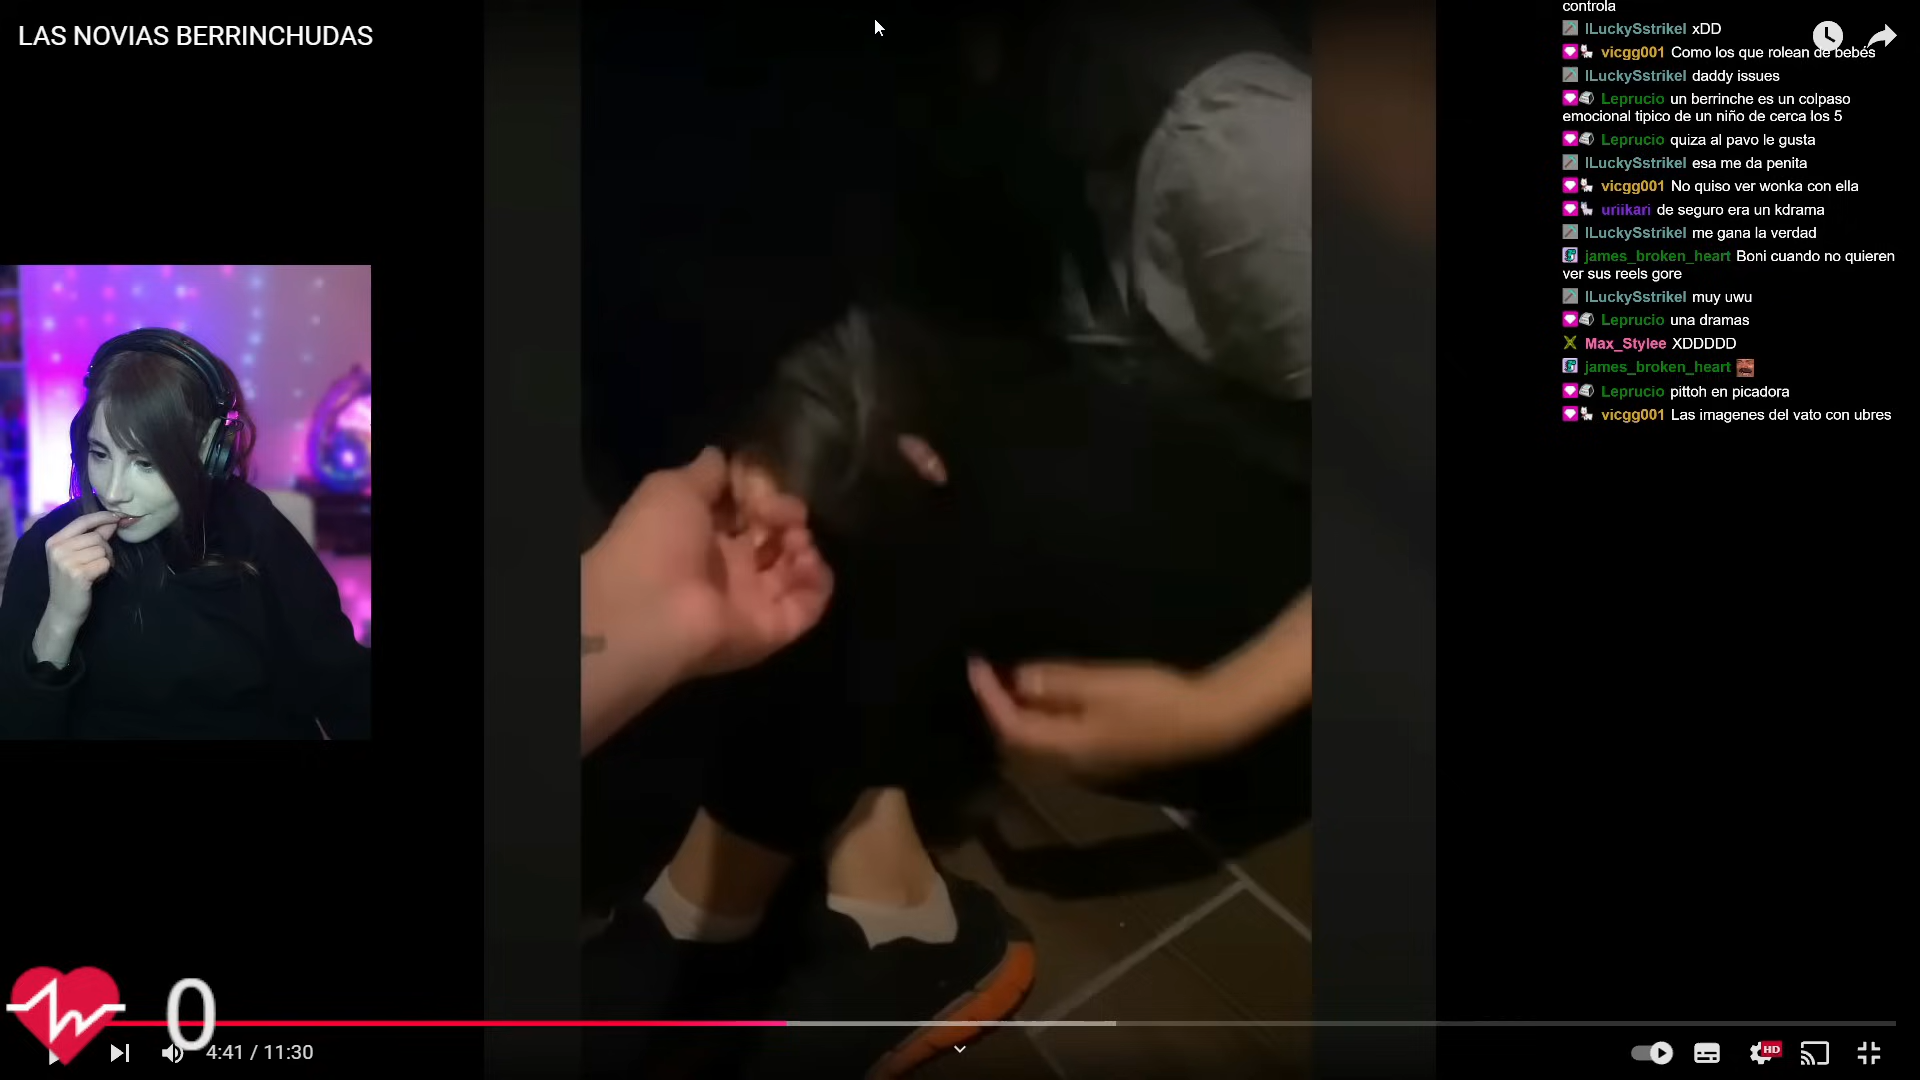 LAS NOVIAS BERRINCHUDAS
controla
lLuckySstrikel xDD
vicgg001 Como los que rolean de bebés
lLuckySstrikel daddy issues
Leprucio un berrinche es un colpaso
emocional tipico de un niño de cerca los 5
Leprucio quiza al pavo le gusta
lLuckySstrikel esa me da penita
vicgg001 No quiso ver wonka con ella
uriikari de seguro era un kdrama
lLuckySstrikel me gana la verdad
james_broken_heart Boni cuando no quieren
ver sus reels gore
lLuckySstrikel muy uwu
Leprucio una dramas
Max_Stylee XDDDDD
james_broken_heart
Leprucio pittoh en picadora
vicgg001 Las imagenes del vato con ubres
0
4:41 / 11:30
HD